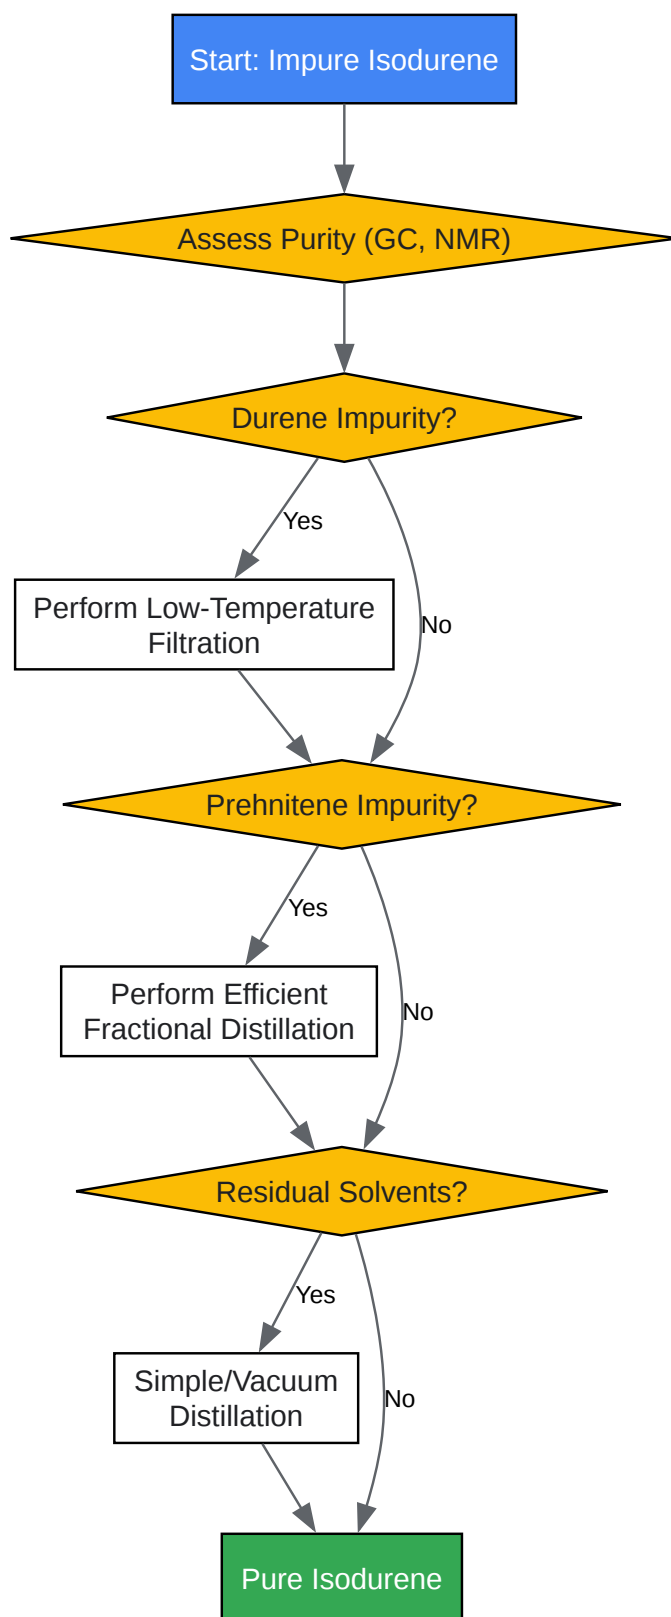 Start: Impure Isodurene
Assess Purity (GC, NMR)
Durene Impurity?
Yes
Perform Low-Temperature
Filtration
No
Prehnitene Impurity?
Yes
Perform Efficient
Fractional Distillation
No
Residual Solvents?
Yes
Simple/Vacuum
Distillation
No
Pure Isodurene